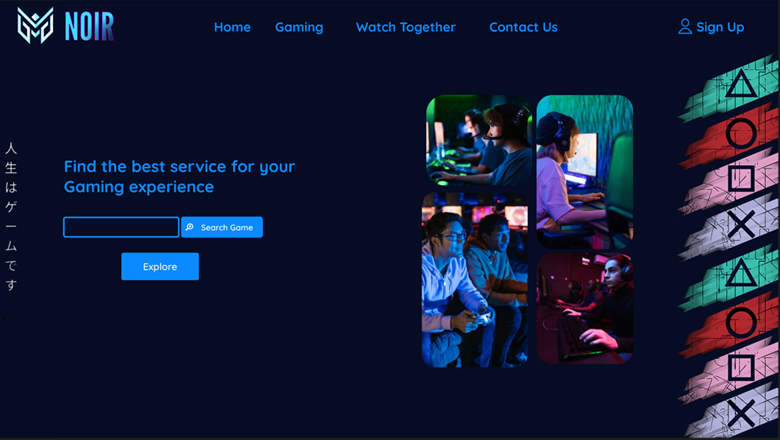 NOIR
Home Gaming Watch Together Contact Us Sign Up
人生はゲームです
Find the best service for your
Gaming experience
Search Game
Explore